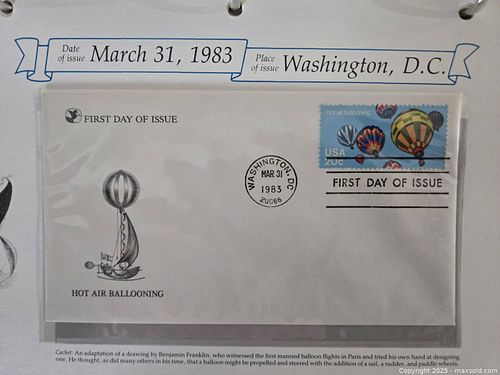 Date
of issue
March 31, 1983
Place
of issue
Washington, D.C.
FIRST DAY OF ISSUE
Hot air ballooning
USA
20c
WASHINGTON, DC
MAR 31
1983
20066
FIRST DAY OF ISSUE
HOT AIR BALLOONING
Cachet: An adaptation of a drawing by Benjamin Franklin, who witnessed the first manned balloon flights in Paris and tried his own hand at designing
one. He thought, as did many others in his time, that a balloon might be propelled and steered with the addition of a sail, a rudder, and paddle wheels.
Copyright 2025 - maxsold.com